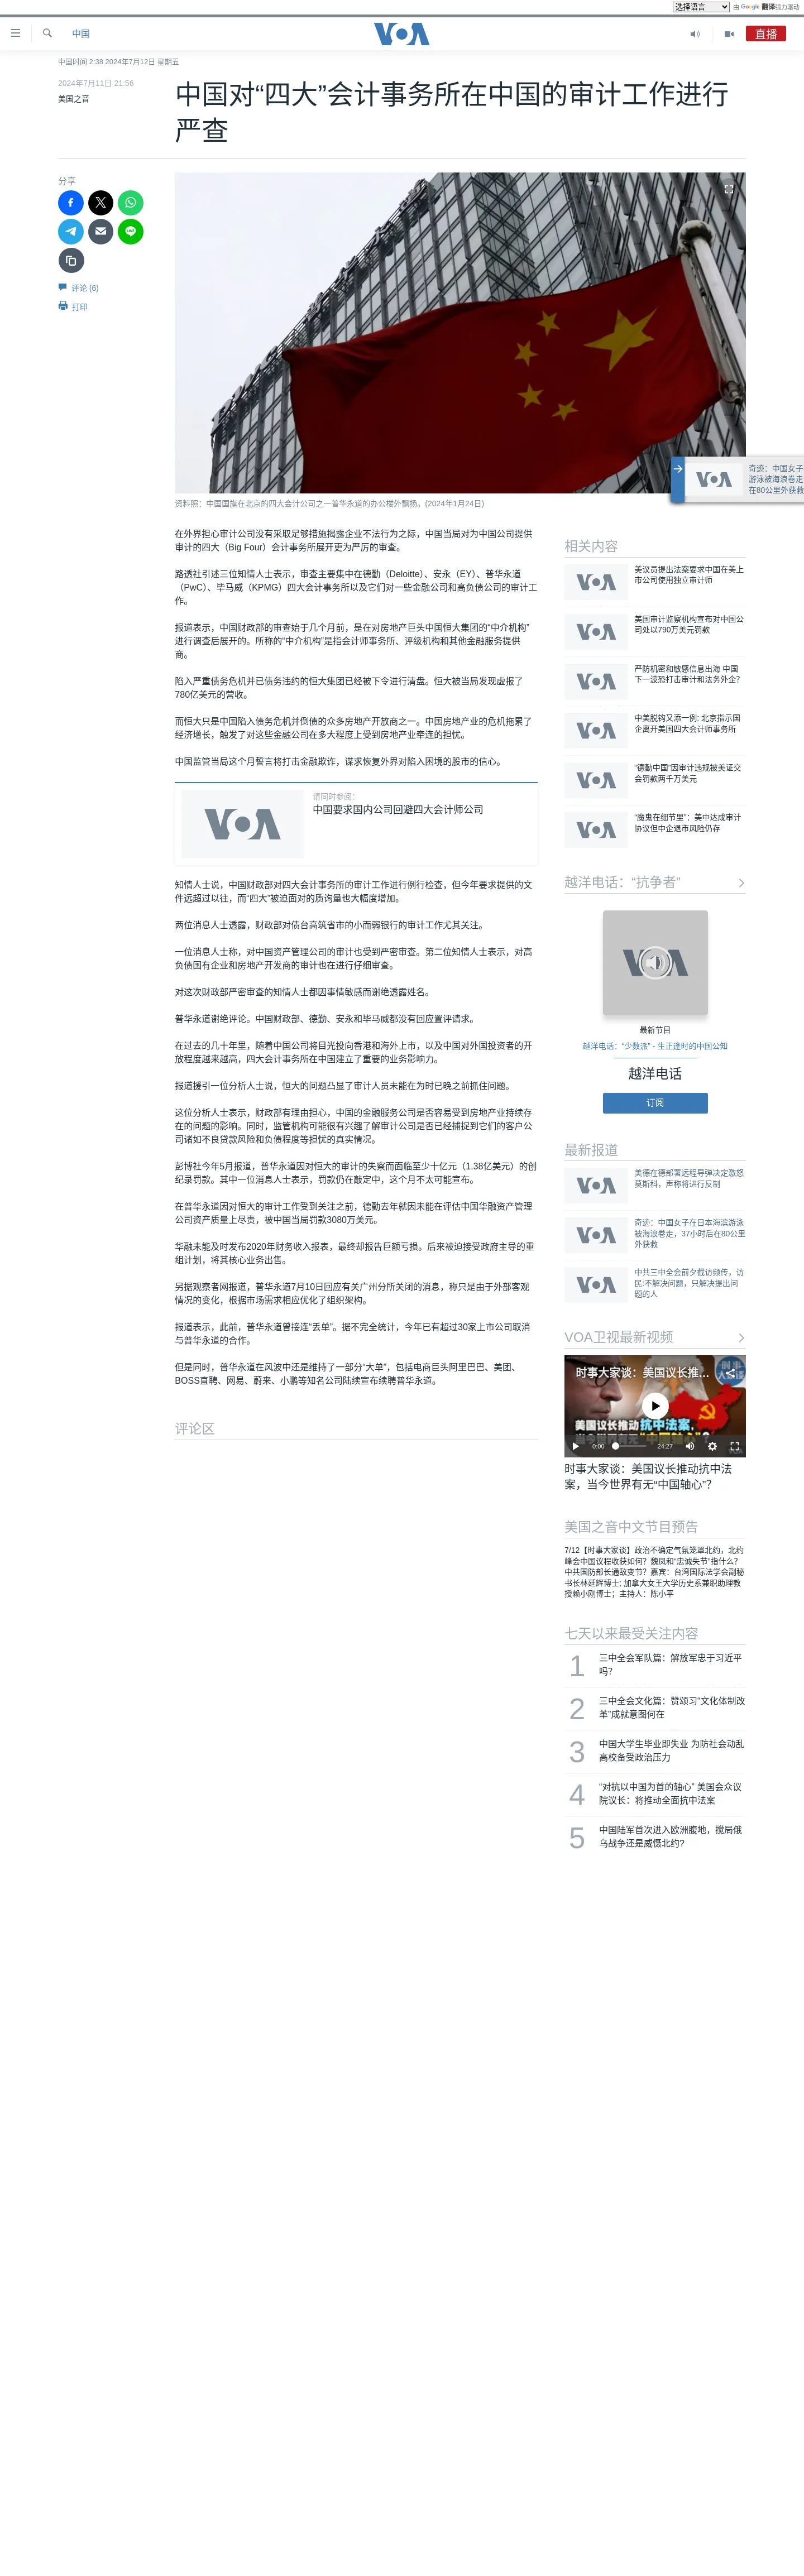 选择语言
由 Google 翻译强力驱动
中国
VOA
直播
中国时间 2:38 2024年7月12日 星期五
2024年7月11日 21:56
美国之音
中国对“四大”会计事务所在中国的审计工作进行
严查
分享
评论 (6)
打印
资料照：中国国旗在北京的四大会计公司之一普华永道的办公楼外飘扬。(2024年1月24日)
奇迹：中国女子
游泳被海浪卷走
在80公里外获救
在外界担心审计公司没有采取足够措施揭露企业不法行为之际，中国当局对为中国公司提供
审计的四大（Big Four）会计事务所展开更为严厉的审查。
路透社引述三位知情人士表示，审查主要集中在德勤（Deloitte）、安永（EY）、普华永道
（PwC）、毕马威（KPMG）四大会计事务所以及它们对一些金融公司和高负债公司的审计工
作。
报道表示，中国财政部的审查始于几个月前，是在对房地产巨头中国恒大集团的“中介机构”
进行调查后展开的。所称的“中介机构”是指会计师事务所、评级机构和其他金融服务提供
商。
陷入严重债务危机并已债务违约的恒大集团已经被下令进行清盘。恒大被当局发现虚报了
780亿美元的营收。
而恒大只是中国陷入债务危机并倒债的众多房地产开放商之一。中国房地产业的危机拖累了
经济增长，触发了对这些金融公司在多大程度上受到房地产业牵连的担忧。
中国监管当局这个月誓言将打击金融欺诈，谋求恢复外界对陷入困境的股市的信心。
VOA
请同时参阅：
中国要求国内公司回避四大会计师公司
知情人士说，中国财政部对四大会计事务所的审计工作进行例行检查，但今年要求提供的文
件远超过以往，而“四大”被迫面对的质询量也大幅度增加。
两位消息人士透露，财政部对债台高筑省市的小而弱银行的审计工作尤其关注。
一位消息人士称，对中国资产管理公司的审计也受到严密审查。第二位知情人士表示，对高
负债国有企业和房地产开发商的审计也在进行仔细审查。
对这次财政部严密审查的知情人士都因事情敏感而谢绝透露姓名。
普华永道谢绝评论。中国财政部、德勤、安永和毕马威都没有回应置评请求。
在过去的几十年里，随着中国公司将目光投向香港和海外上市，以及中国对外国投资者的开
放程度越来越高，四大会计事务所在中国建立了重要的业务影响力。
报道援引一位分析人士说，恒大的问题凸显了审计人员未能在为时已晚之前抓住问题。
这位分析人士表示，财政部有理由担心，中国的金融服务公司是否容易受到房地产业持续存
在的问题的影响。同时，监管机构可能很有兴趣了解审计公司是否已经捕捉到它们的客户公
司诸如不良贷款风险和负债程度等担忧的真实情况。
彭博社今年5月报道，普华永道因对恒大的审计的失察而面临至少十亿元（1.38亿美元）的创
纪录罚款。其中一位消息人士表示，罚款仍在敲定中，这个月不太可能宣布。
在普华永道因对恒大的审计工作受到关注之前，德勤去年就因未能在评估中国华融资产管理
公司资产质量上尽责，被中国当局罚款3080万美元。
华融未能及时发布2020年财务收入报表，最终却报告巨额亏损。后来被迫接受政府主导的重
组计划，将其核心业务出售。
另据观察者网报道，普华永道7月10日回应有关广州分所关闭的消息，称只是由于外部客观
情况的变化，根据市场需求相应优化了组织架构。
报道表示，此前，普华永道曾接连“丢单”。据不完全统计，今年已有超过30家上市公司取消
与普华永道的合作。
但是同时，普华永道在风波中还是维持了一部分“大单”，包括电商巨头阿里巴巴、美团、
BOSS直聘、网易、蔚来、小鹏等知名公司陆续宣布续聘普华永道。
评论区
相关内容
美议员提出法案要求中国在美上
市公司使用独立审计师
美国审计监察机构宣布对中国公
司处以790万美元罚款
严防机密和敏感信息出海 中国
下一波恐打击审计和法务外企？
中美脱钩又添一例: 北京指示国
企离开美国四大会计师事务所
“德勤中国”因审计违规被美证交
会罚款两千万美元
“魔鬼在细节里”：美中达成审计
协议但中企退市风险仍存
越洋电话：“抗争者”
最新节目
越洋电话：“少数派” - 生正逢时的中国公知
越洋电话
订阅
最新报道
美德在德部署远程导弹决定激怒
莫斯科，声称将进行反制
奇迹：中国女子在日本海滨游泳
被海浪卷走，37小时后在80公里
外获救
中共三中全会前夕截访频传，访
民:不解决问题，只解决提出问
题的人
VOA卫视最新视频
时事大家谈：美国议长推...
美国议长推动抗中法案，
0:00
24:27
时事大家谈：美国议长推动抗中法
案，当今世界有无“中国轴心”？
美国之音中文节目预告
7/12【时事大家谈】政治不确定气氛笼罩北约，北约
峰会中国议程收获如何？魏凤和“忠诚失节”指什么？
中共国防部长通敌变节？嘉宾：台湾国际法学会副秘
书长林廷辉博士; 加拿大女王大学历史系兼职助理教
授赖小刚博士；主持人：陈小平
七天以来最受关注内容
1
三中全会军队篇：解放军忠于习近平
吗？
2
三中全会文化篇：赞颂习“文化体制改
革”成就意图何在
3
中国大学生毕业即失业 为防社会动乱
高校备受政治压力
4
“对抗以中国为首的轴心” 美国会众议
院议长：将推动全面抗中法案
5
中国陆军首次进入欧洲腹地，搅局俄
乌战争还是威慑北约?